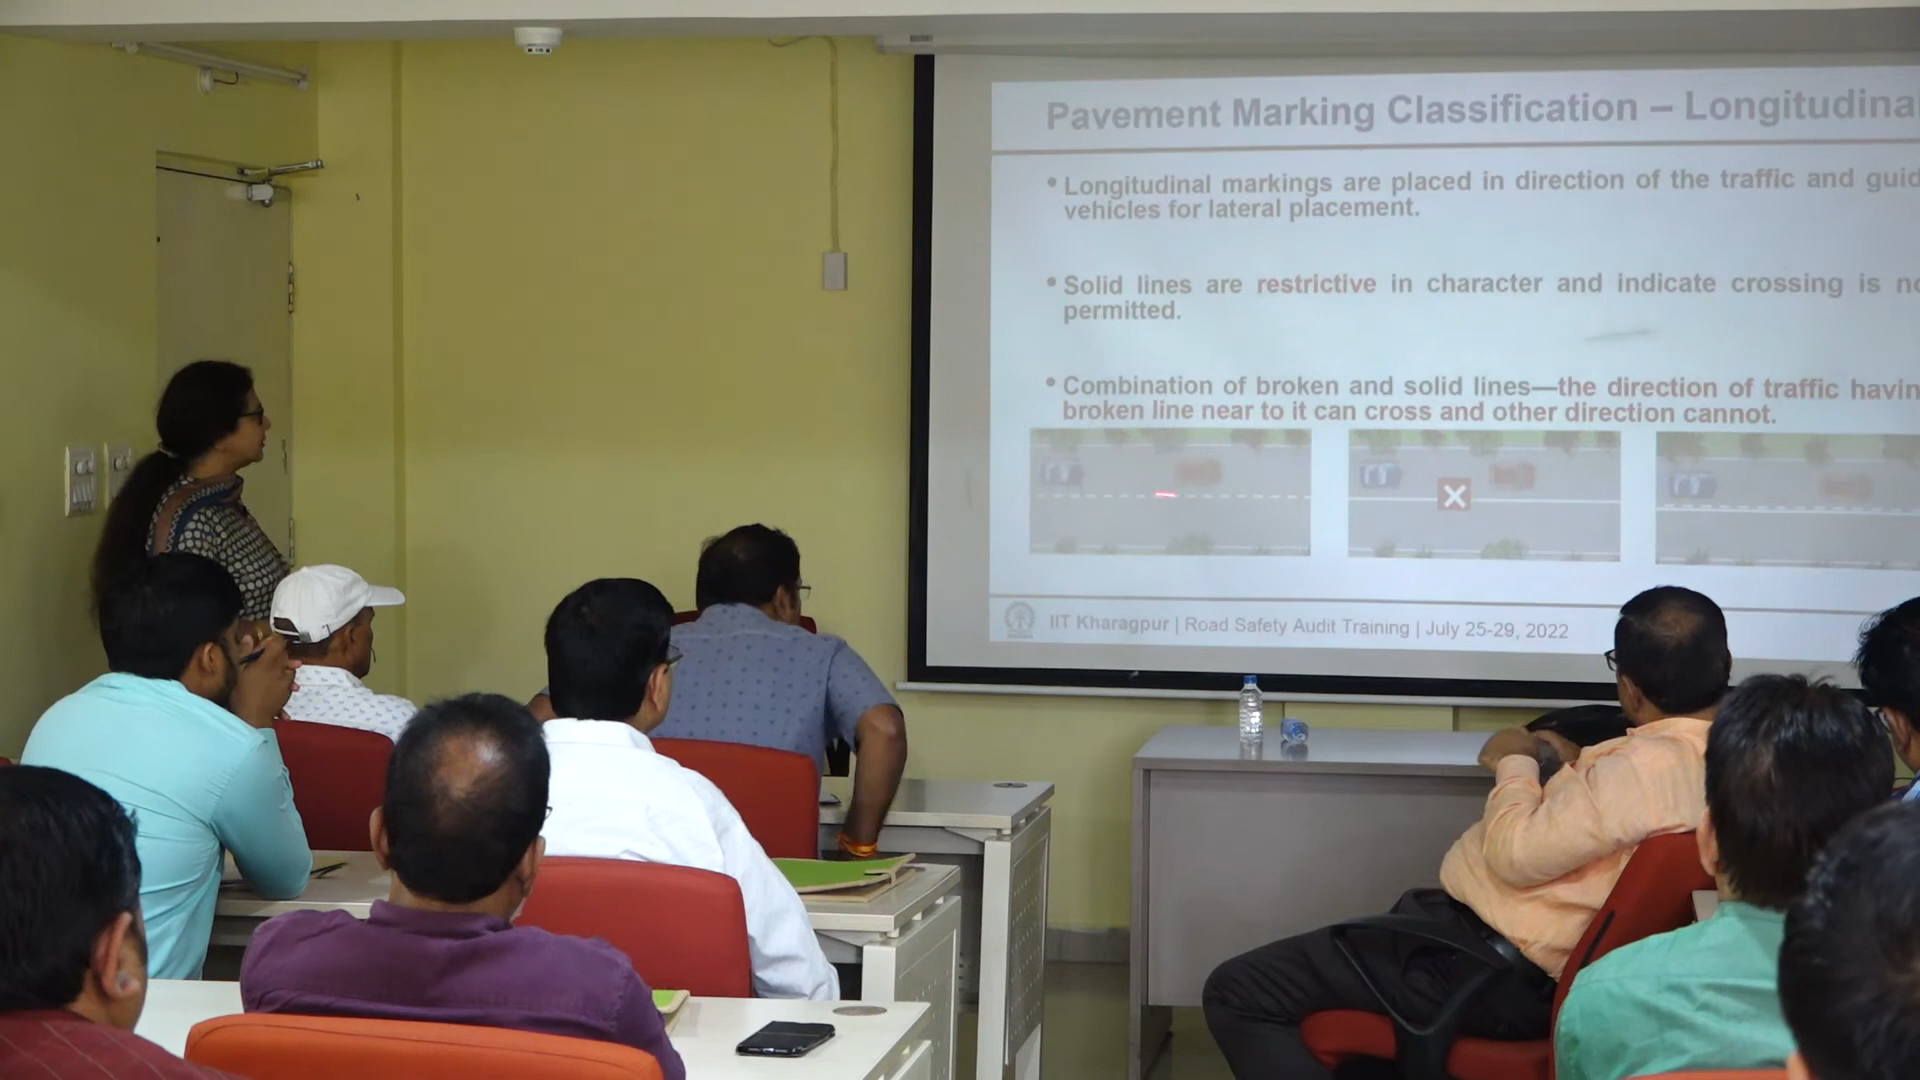 Pavement Marking Classification – Longitudina
• Longitudinal markings are placed in direction of the traffic and guid
vehicles for lateral placement.
• Solid lines are restrictive in character and indicate crossing is no
permitted.
• Combination of broken and solid lines—the direction of traffic havin
broken line near to it can cross and other direction cannot.
IIT Kharagpur | Road Safety Audit Training | July 25-29, 2022